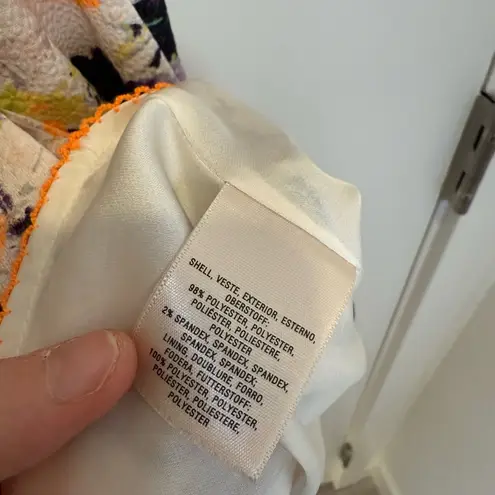 SHELL, VESTE, EXTERIOR, ESTERNO,
OBERSTOFF:
98% POLYESTER, POLYESTER,
POLIÉSTER, POLIESTERE,
POLYESTER
2% SPANDEX, SPANDEX, SPANDEX,
SPANDEX, SPANDEX;
LINING, DOUBLURE, FORRO,
FODERA, FUTTERSTOFF:
100% POLYESTER, POLYESTER,
POLIÉSTER, POLIESTERE,
POLYESTER